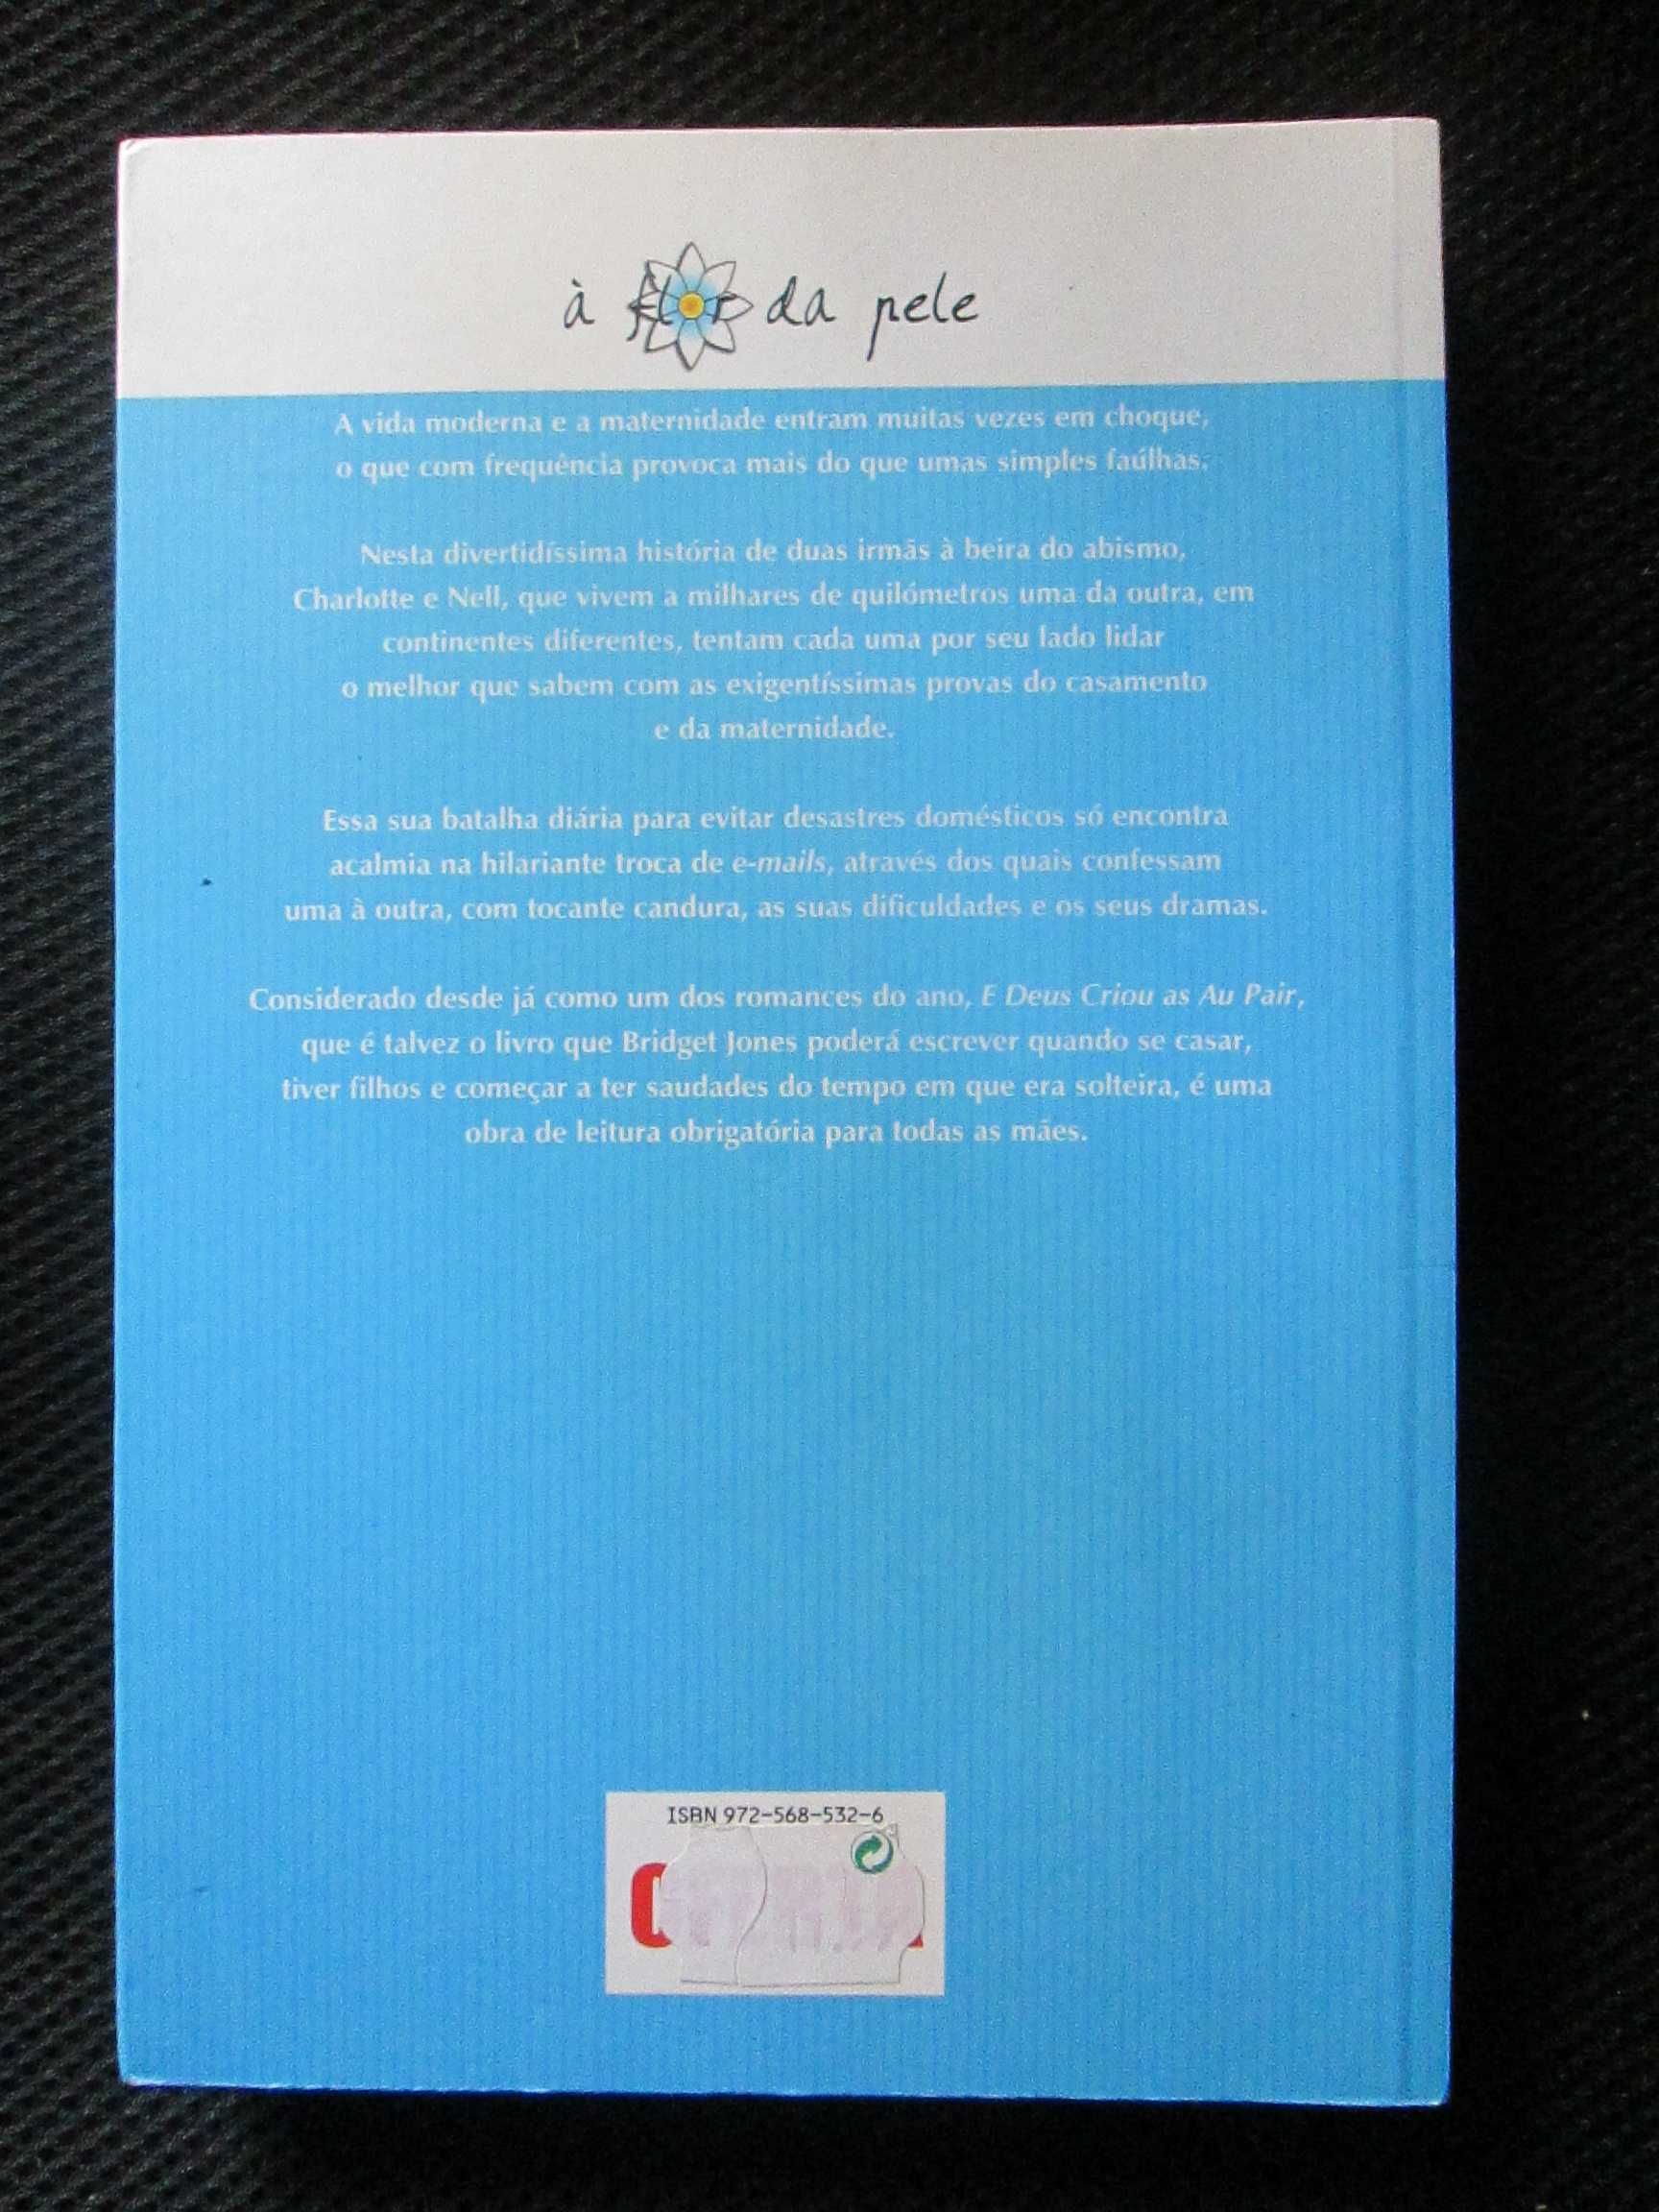 à flor da pele
A vida moderna e a maternidade entram muitas vezes em choque,
o que com frequência provoca mais do que umas simples faúlhas.
Nesta divertidíssima história de duas irmãs à beira do abismo,
Charlotte e Nell, que vivem a milhares de quilómetros uma da outra, em
continentes diferentes, tentam cada uma por seu lado lidar
o melhor que sabem com as exigentíssimas provas do casamento
e da maternidade.
Essa sua batalha diária para evitar desastres domésticos só encontra
acalmia na hilariante troca de e-mails, através dos quais confessam
uma à outra, com tocante candura, as suas dificuldades e os seus dramas.
Considerado desde já como um dos romances do ano, E Deus Criou as Au Pair,
que é talvez o livro que Bridget Jones poderá escrever quando se casar,
tiver filhos e começar a ter saudades do tempo em que era solteira, é uma
obra de leitura obrigatória para todas as mães.
ISBN 972-568-532-6